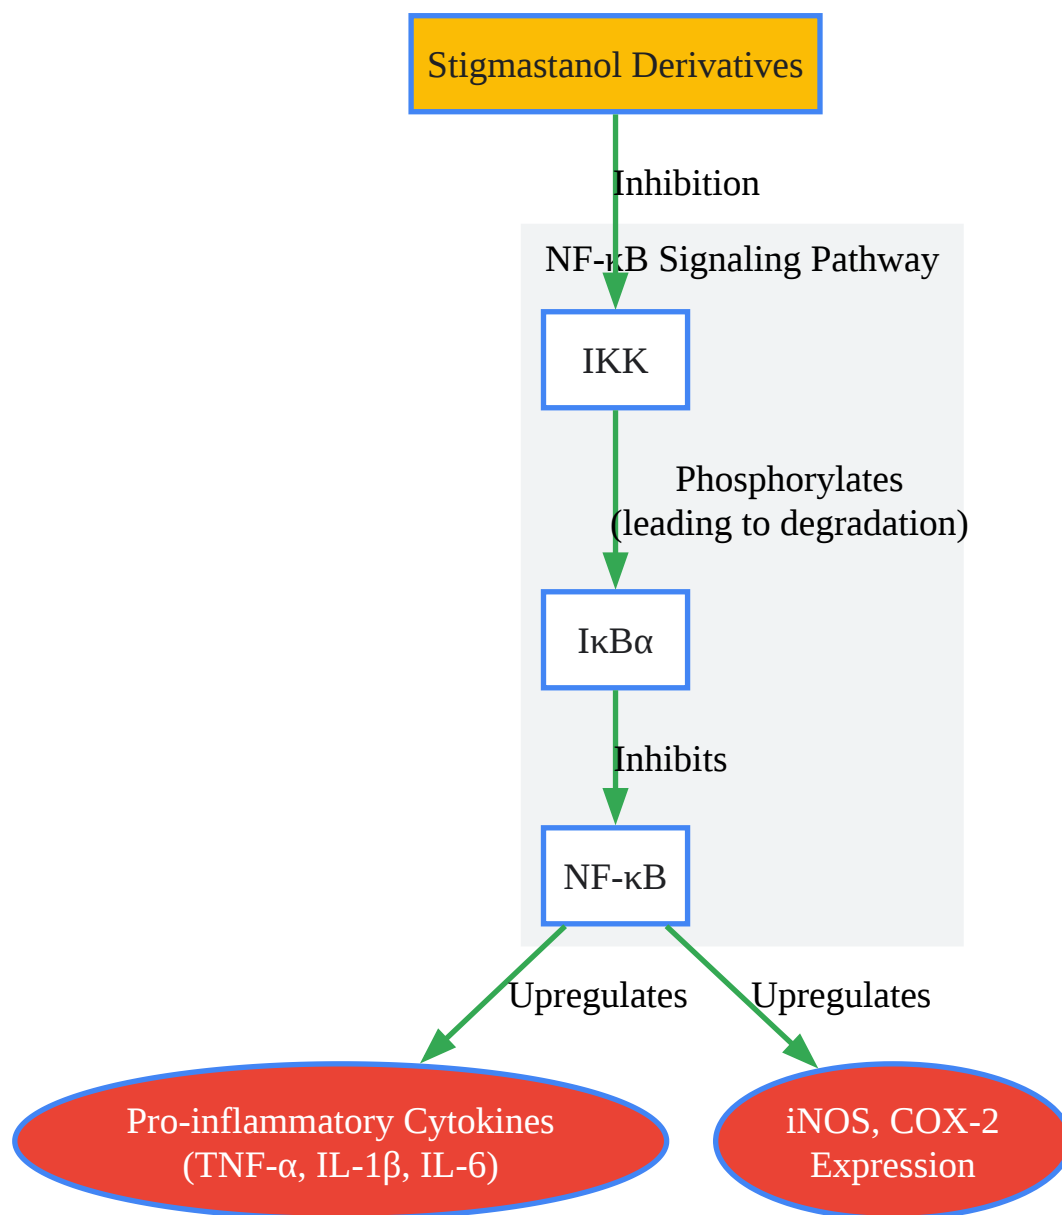 Stigmastanol Derivatives
Inhibition
NF-κB Signaling Pathway
IKK
Phosphorylates
(leading to degradation)
IκBα
Inhibits
NF-κB
Upregulates
Upregulates
Pro-inflammatory Cytokines
(TNF-α, IL-1β, IL-6)
iNOS, COX-2
Expression